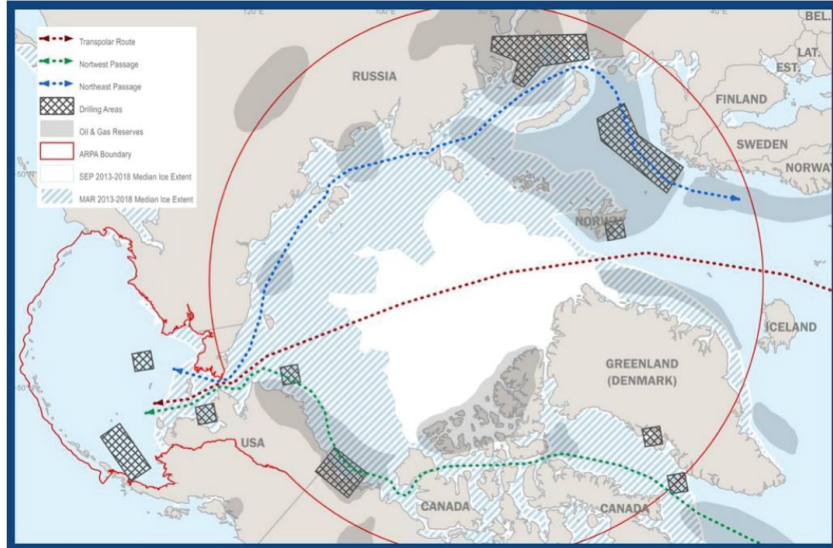 120°E
60°E
40°E
BEL.
LAT.
EST.
RUSSIA
FINLAND
SWEDEN
NORWAY
Transpolar Route
Nortwest Passage
Northeast Passage
Drilling Areas
Oil & Gas Reserves
ARPA Boundary
SEP 2013-2018 Median Ice Extent
MAR 2013-2018 Median Ice Extent
50°N
NORWAY
ICELAND
GREENLAND
(DENMARK)
USA
CANADA
CANADA